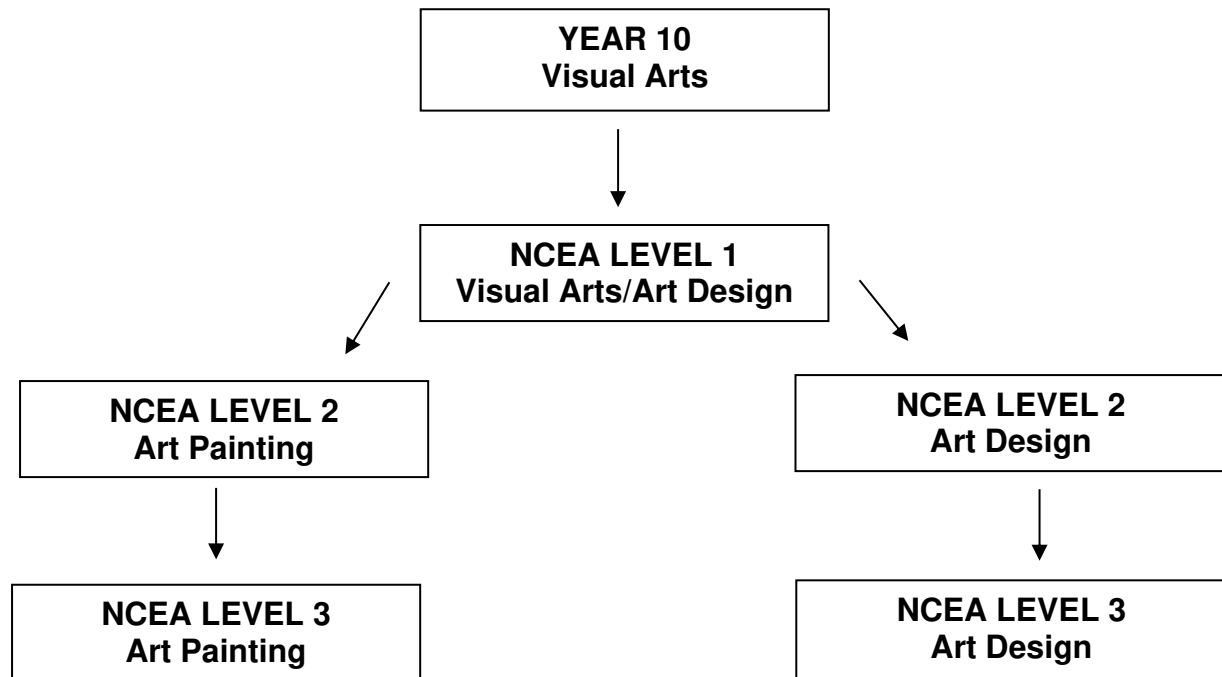 YEAR 10
Visual Arts
NCEA LEVEL 1
Visual Arts/Art Design
NCEA LEVEL 2
Art Painting
NCEA LEVEL 2
Art Design
NCEA LEVEL 3
Art Painting
NCEA LEVEL 3
Art Design